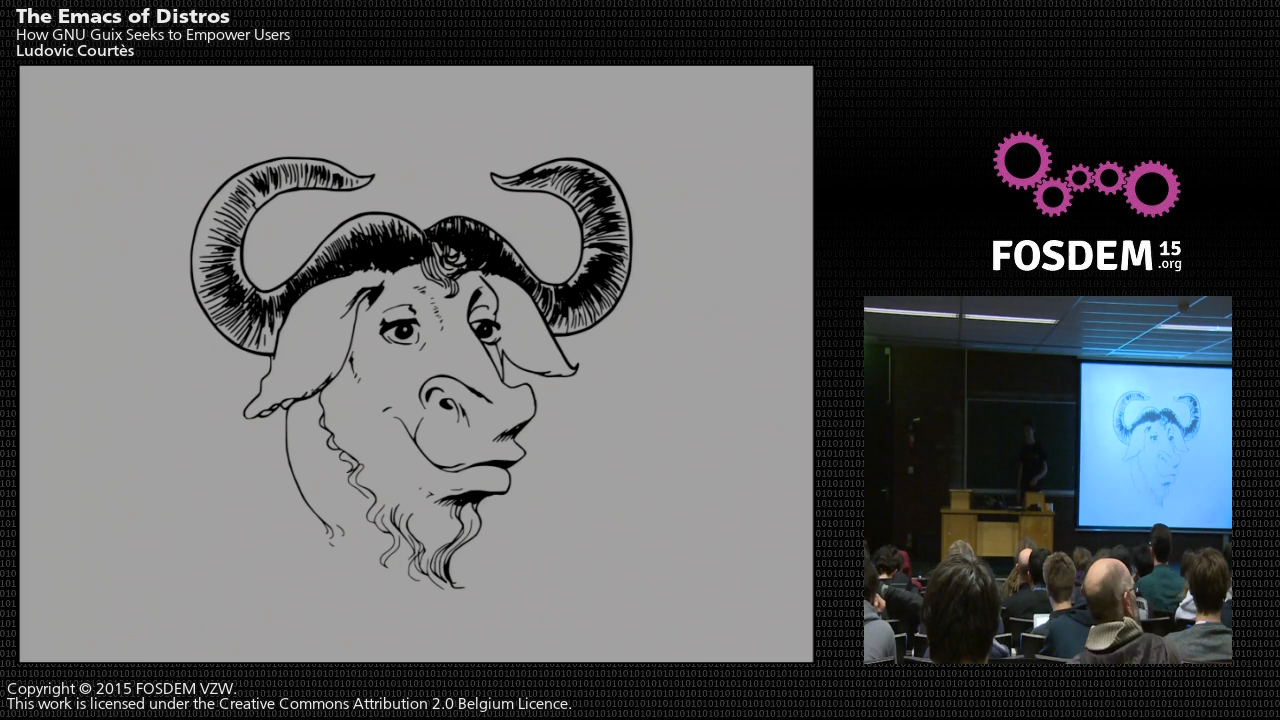 The Emacs of Distros
How GNU Guix Seeks to Empower Users
Ludovic Courtès
FOSDEM 15
.org
Copyright © 2015 FOSDEM VZW.
This work is licensed under the Creative Commons Attribution 2.0 Belgium Licence.